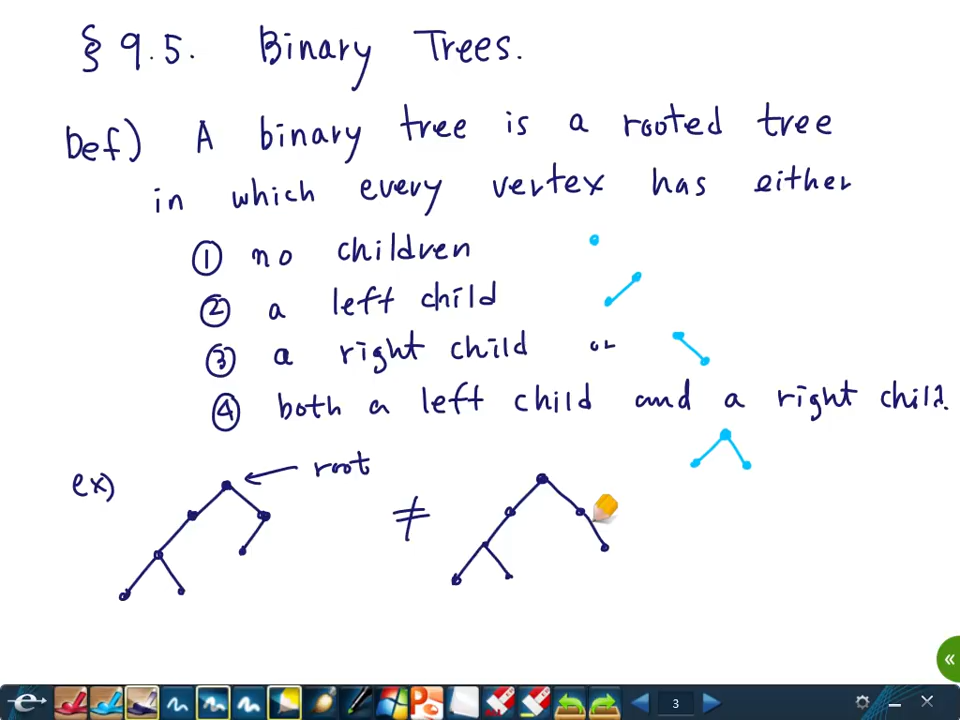 § 9.5. Binary Trees.
Def) A binary tree is a rooted tree
in which every vertex has either
① no children
② a left child
③ a right child or
④ both a left child and a right child.
ex) root
≠
3